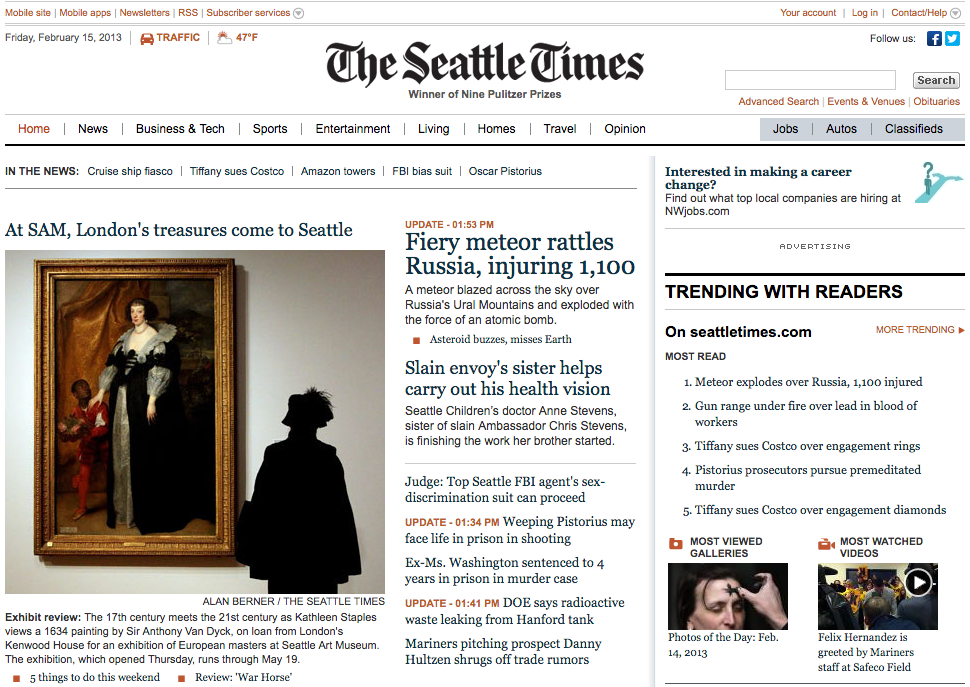 Mobile site | Mobile apps | Newsletters | RSS | Subscriber services
Your account | Log in | Contact/Help
Friday, February 15, 2013 | TRAFFIC | 47°F
Follow us:
The Seattle Times
Winner of Nine Pulitzer Prizes
Search
Advanced Search | Events & Venues | Obituaries
Home | News | Business & Tech | Sports | Entertainment | Living | Homes | Travel | Opinion
Jobs | Autos | Classifieds
IN THE NEWS: Cruise ship fiasco | Tiffany sues Costco | Amazon towers | FBI bias suit | Oscar Pistorius
At SAM, London's treasures come to Seattle
ALAN BERNER / THE SEATTLE TIMES
Exhibit review: The 17th century meets the 21st century as Kathleen Staples
views a 1634 painting by Sir Anthony Van Dyck, on loan from London's
Kenwood House for an exhibition of European masters at Seattle Art Museum.
The exhibition, which opened Thursday, runs through May 19.
5 things to do this weekend
Review: 'War Horse'
UPDATE - 01:53 PM
Fiery meteor rattles
Russia, injuring 1,100
A meteor blazed across the sky over
Russia's Ural Mountains and exploded with
the force of an atomic bomb.
Asteroid buzzes, misses Earth
Slain envoy's sister helps
carry out his health vision
Seattle Children's doctor Anne Stevens,
sister of slain Ambassador Chris Stevens,
is finishing the work her brother started.
Judge: Top Seattle FBI agent's sex-
discrimination suit can proceed
UPDATE - 01:34 PM Weeping Pistorius may
face life in prison in shooting
Ex-Ms. Washington sentenced to 4
years in prison in murder case
UPDATE - 01:41 PM DOE says radioactive
waste leaking from Hanford tank
Mariners pitching prospect Danny
Hultzen shrugs off trade rumors
Interested in making a career
change?
Find out what top local companies are hiring at
NWjobs.com
ADVERTISING
TRENDING WITH READERS
On seattletimes.com
MORE TRENDING
MOST READ
1. Meteor explodes over Russia, 1,100 injured
2. Gun range under fire over lead in blood of
workers
3. Tiffany sues Costco over engagement rings
4. Pistorius prosecutors pursue premeditated
murder
5. Tiffany sues Costco over engagement diamonds
MOST VIEWED
GALLERIES
Photos of the Day: Feb.
14, 2013
MOST WATCHED
VIDEOS
Felix Hernandez is
greeted by Mariners
staff at Safeco Field